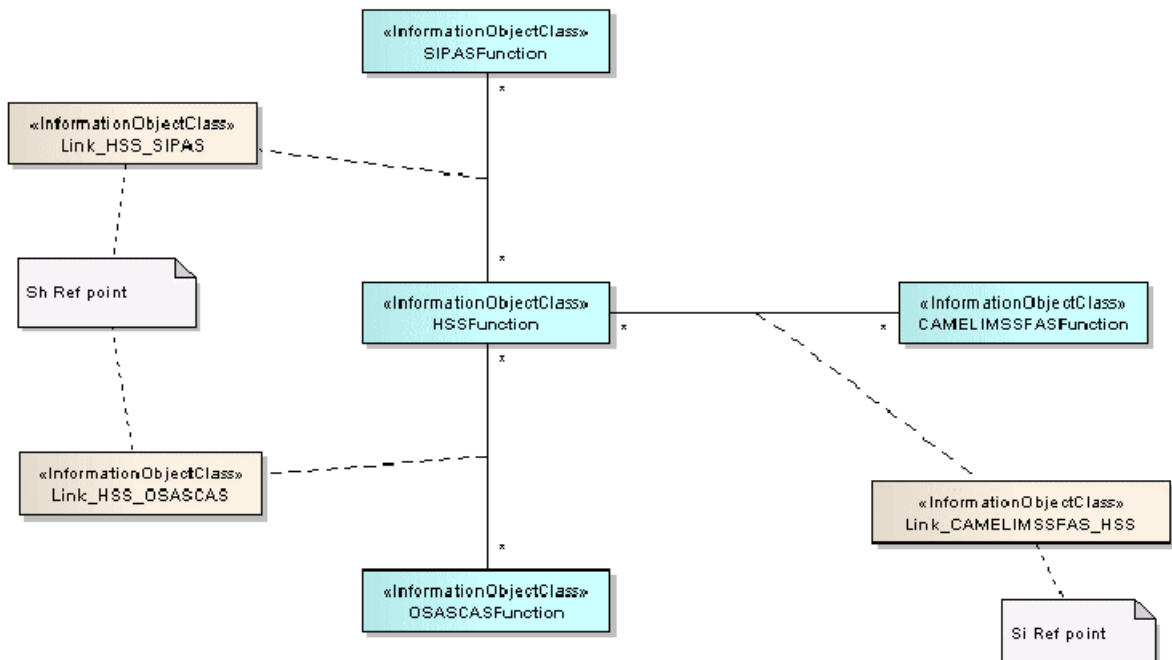 «InformationObjectClass»
SIPASFunction
*
«InformationObjectClass»
Link_HSS_SIPAS
*
Sh Ref point
«InformationObjectClass»
HSSFunction
*
*
*
«InformationObjectClass»
CAMELIMSSFASFunction
«InformationObjectClass»
Link_HSS_OSASCAS
«InformationObjectClass»
Link_CAMELIMSSFAS_HSS
*
«InformationObjectClass»
OSASCASFunction
Si Ref point